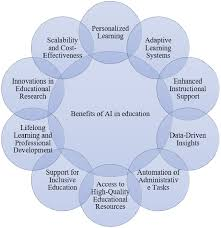 Personalized
Learning
Adaptive
Learning
Systems
Enhanced
Instructional
Support
Data-Driven
Insights
Automation of
Administrativ
e Tasks
Access to
High-Quality
Educational
Resources
Support for
Inclusive
Education
Lifelong
Learning and
Professional
Development
Innovations in
Educational
Research
Scalability
and Cost-
Effectiveness
Benefits of AI in education